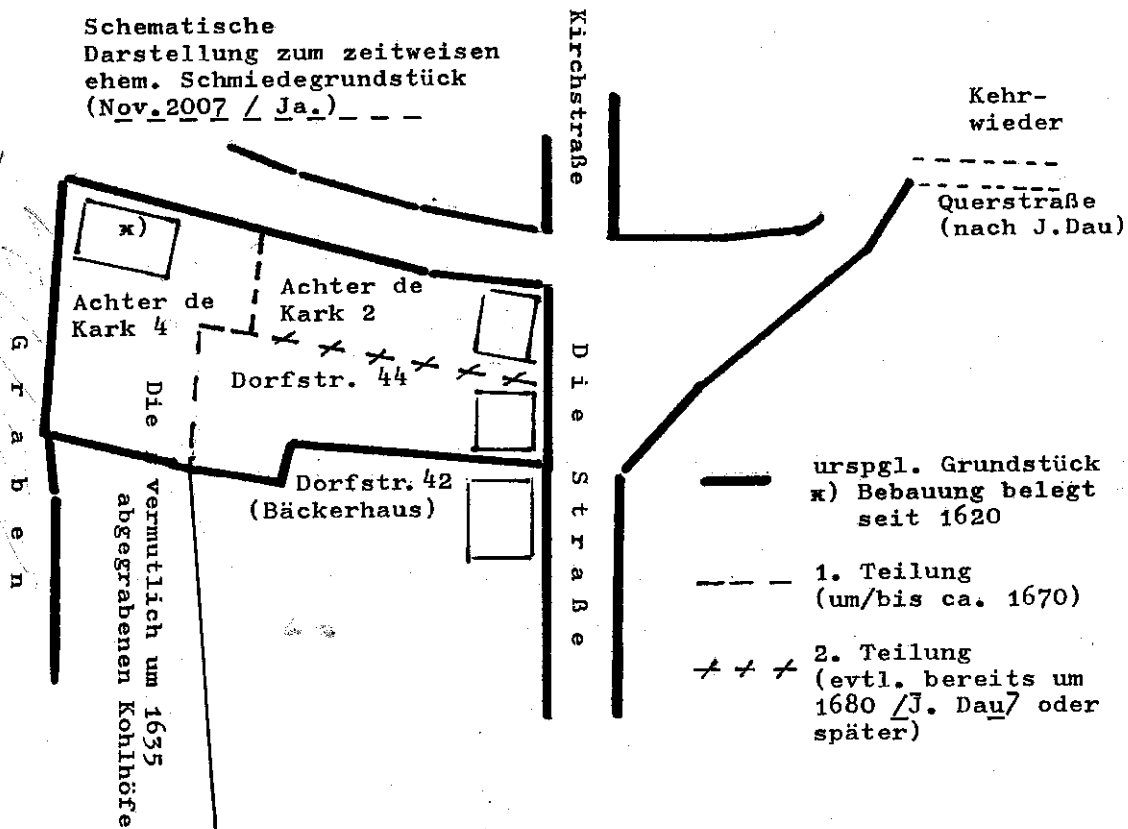 Schematische
Darstellung zum zeitweisen
ehem. Schmiedegrundstück
(Nov.2007 / Ja.)
Kirchstraße
Kehr-
wieder
Querstraße
(nach J.Dau)
x)
Achter de
Kark 4
Achter de
Kark 2
Dorfstr. 44
Dorfstr. 42
(Bäckerhaus)
Graben
Die Straße
Die vermutlich um 1635
abgegrabenen Kohlhöfe
urspgl. Grundstück
x) Bebauung belegt
seit 1620
1. Teilung
(um/bis ca. 1670)
2. Teilung
(evtl. bereits um
1680 /J. Dau7 oder
später)